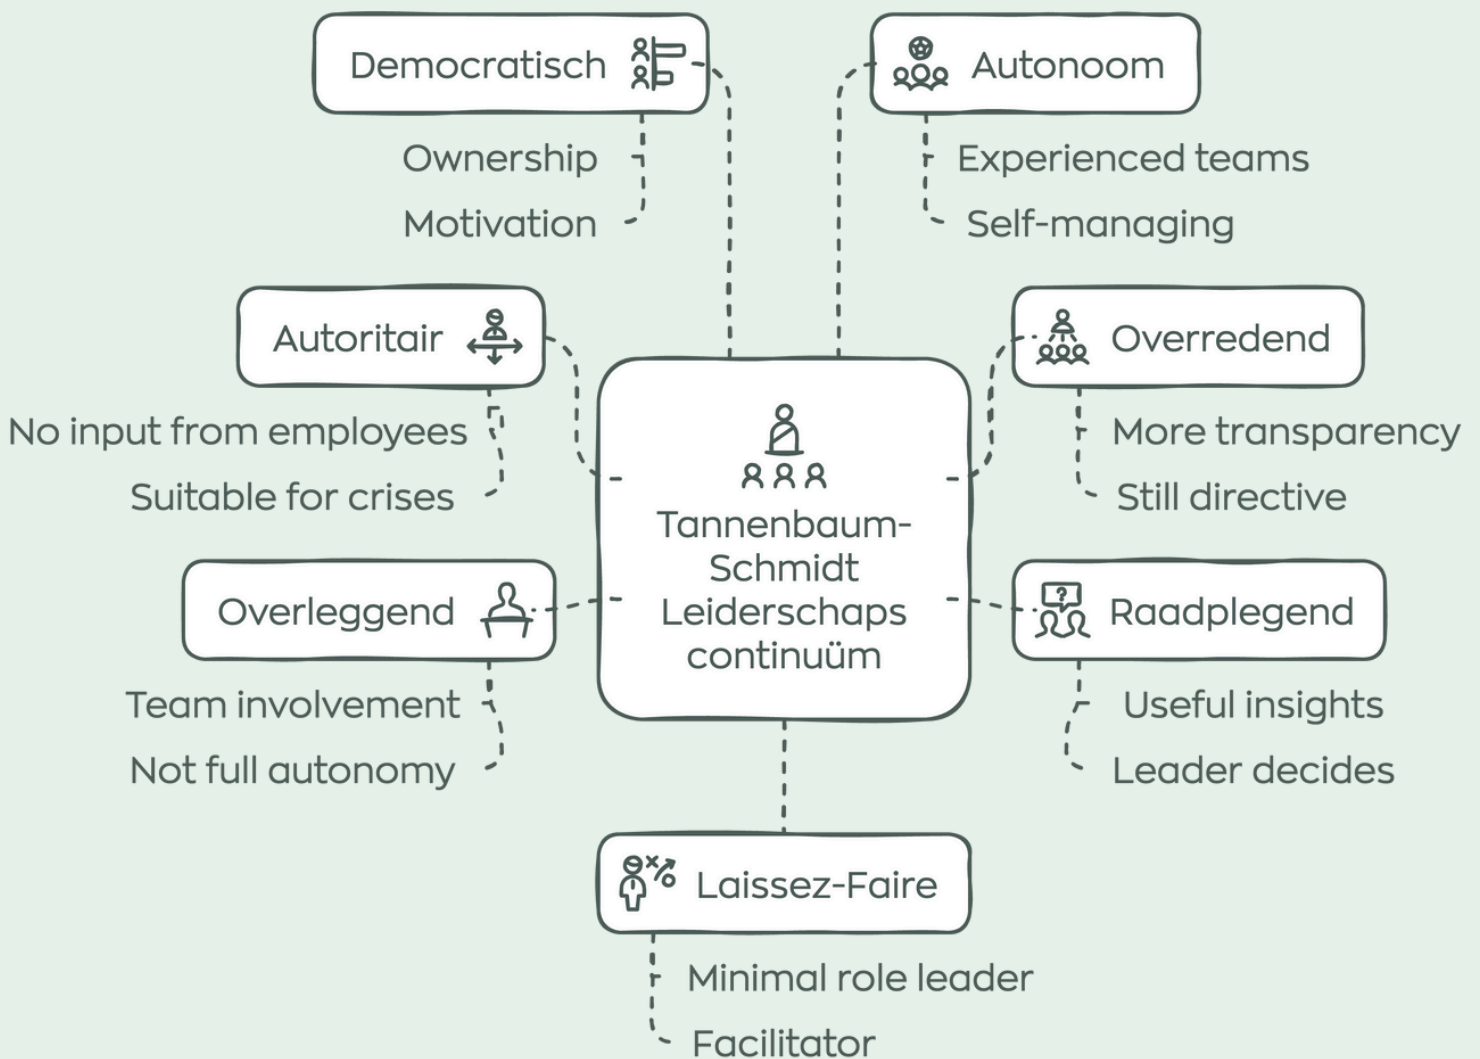 Democratisch
Ownership
Motivation
Autonoom
Experienced teams
Self-managing
Autoritair
No input from employees
Suitable for crises
Overredend
More transparency
Still directive
Tannenbaum-
Schmidt
Leiderschaps
continuüm
Overleggend
Team involvement
Not full autonomy
Raadplegend
?
Useful insights
Leader decides
Laissez-Faire
Minimal role leader
Facilitator